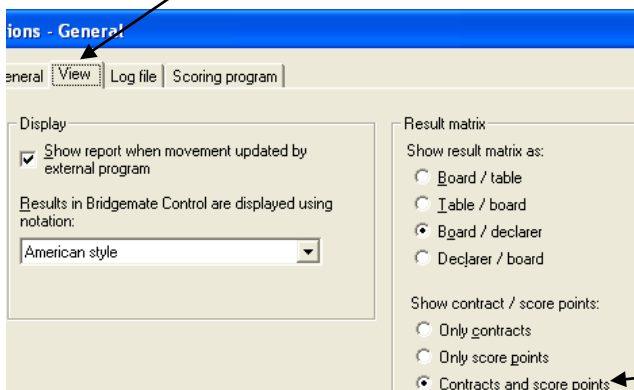 ions - General
eneral View Log file Scoring program
Display
Show report when movement updated by
external program
Results in Bridgemate Control are displayed using
notation:
American style
Result matrix
Show result matrix as:
Board / table
Table / board
Board / declarer
Declarer / board
Show contract / score points:
Only contracts
Only score points
Contracts and score points